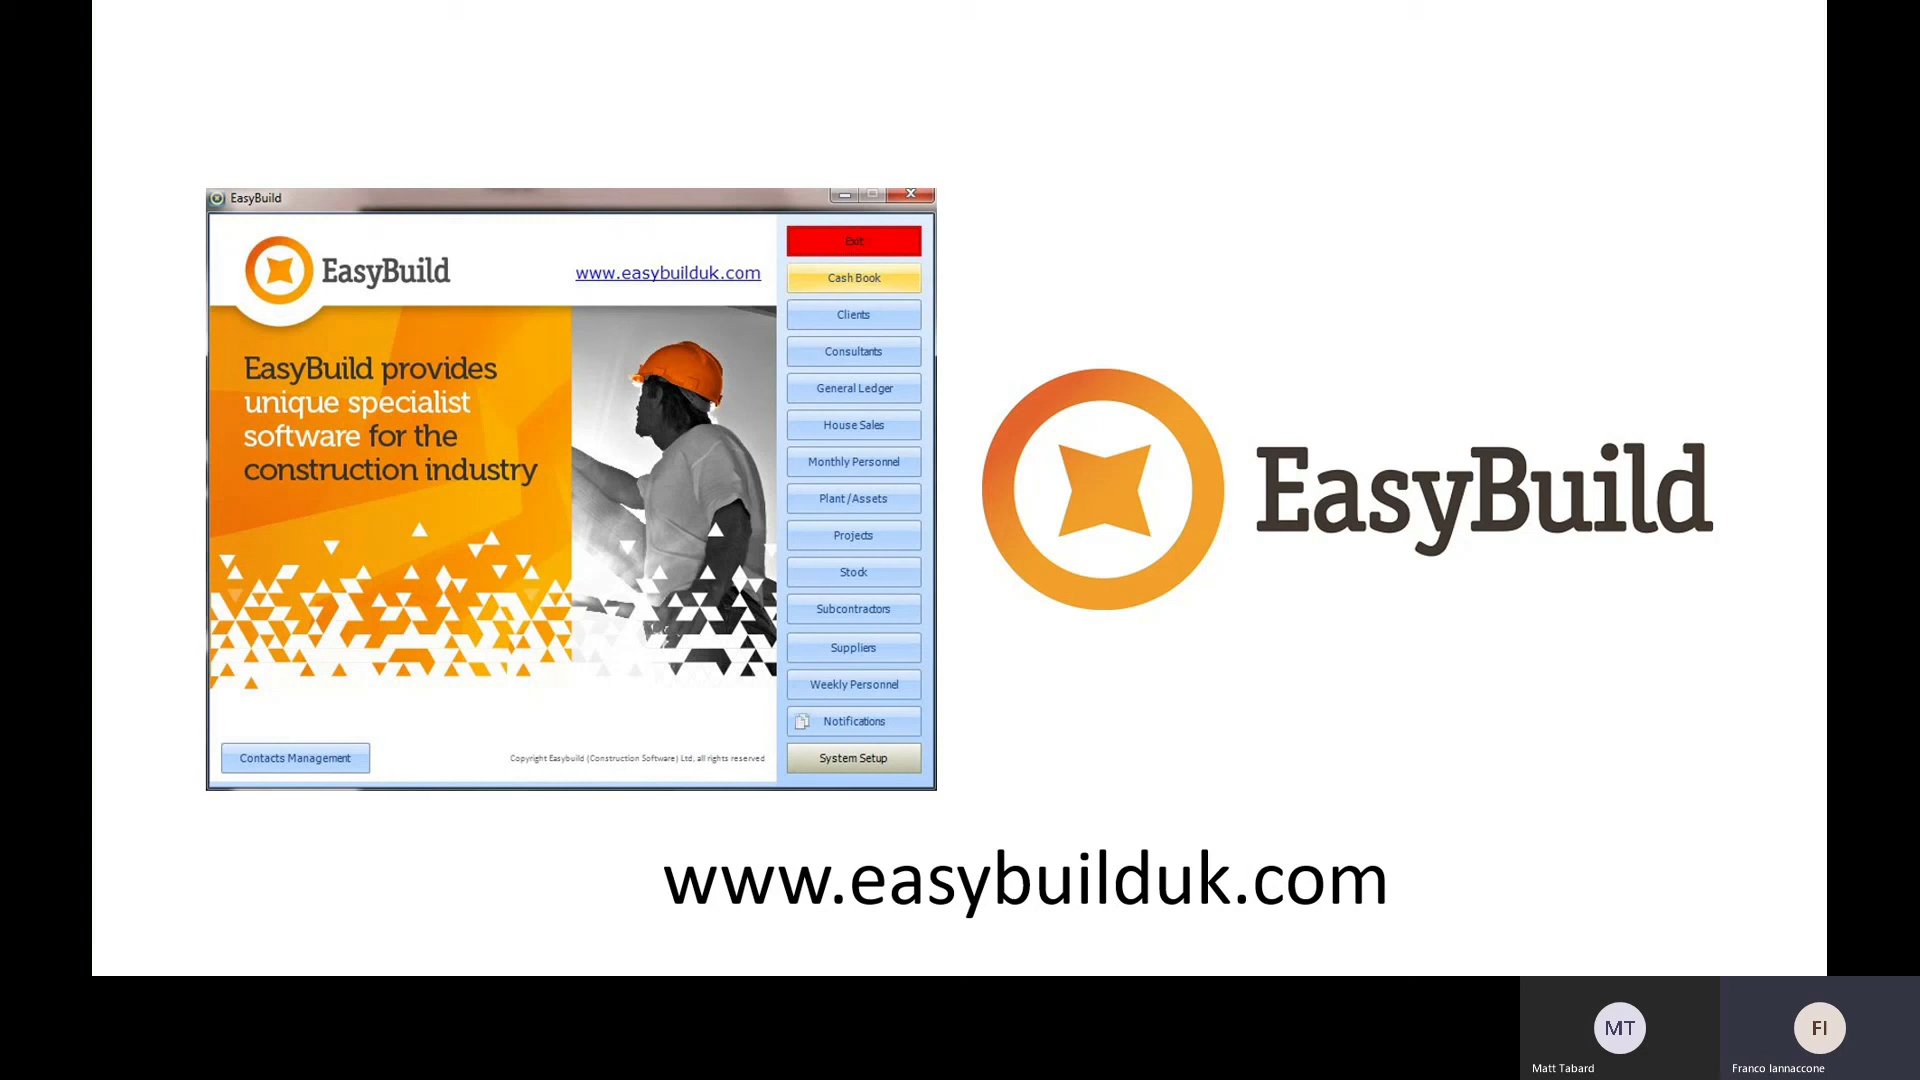 EasyBuild
EasyBuild
www.easybuilduk.com
EasyBuild provides
unique specialist
software for the
construction industry
Contacts Management
Copyright Easybuild (Construction Software) Ltd, all rights reserved
Exit
Cash Book
Clients
Consultants
General Ledger
House Sales
Monthly Personnel
Plant/Assets
Projects
Stock
Subcontractors
Suppliers
Weekly Personnel
Notifications
System Setup
EasyBuild
www.easybuilduk.com
MT
Matt Tabard
FI
Franco Iannaccone